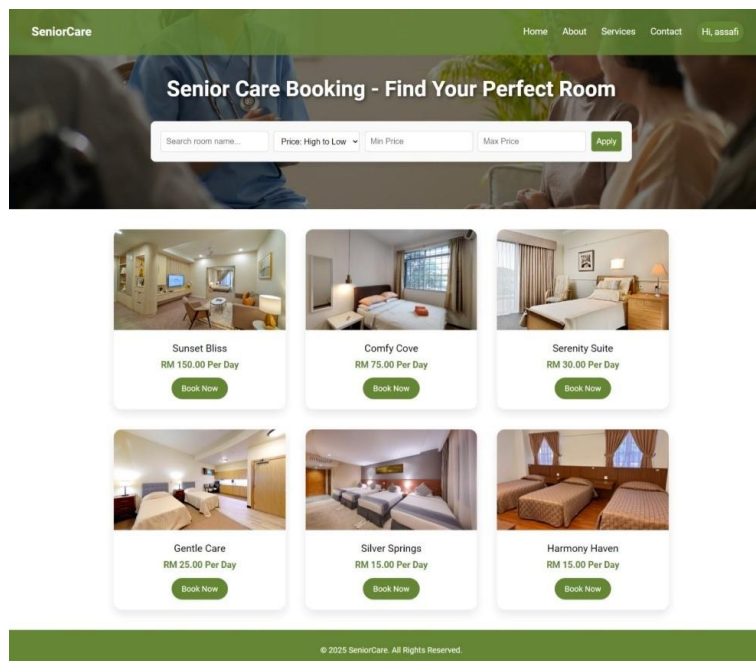 SeniorCare
Home About Services Contact Hi, assafi
Senior Care Booking - Find Your Perfect Room
Search room name... Price: High to Low Min Price Max Price Apply
Sunset Bliss
RM 150.00 Per Day
Book Now
Comfy Cove
RM 75.00 Per Day
Book Now
Serenity Suite
RM 30.00 Per Day
Book Now
Gentle Care
RM 25.00 Per Day
Book Now
Silver Springs
RM 15.00 Per Day
Book Now
Harmony Haven
RM 15.00 Per Day
Book Now
© 2025 SeniorCare. All Rights Reserved.